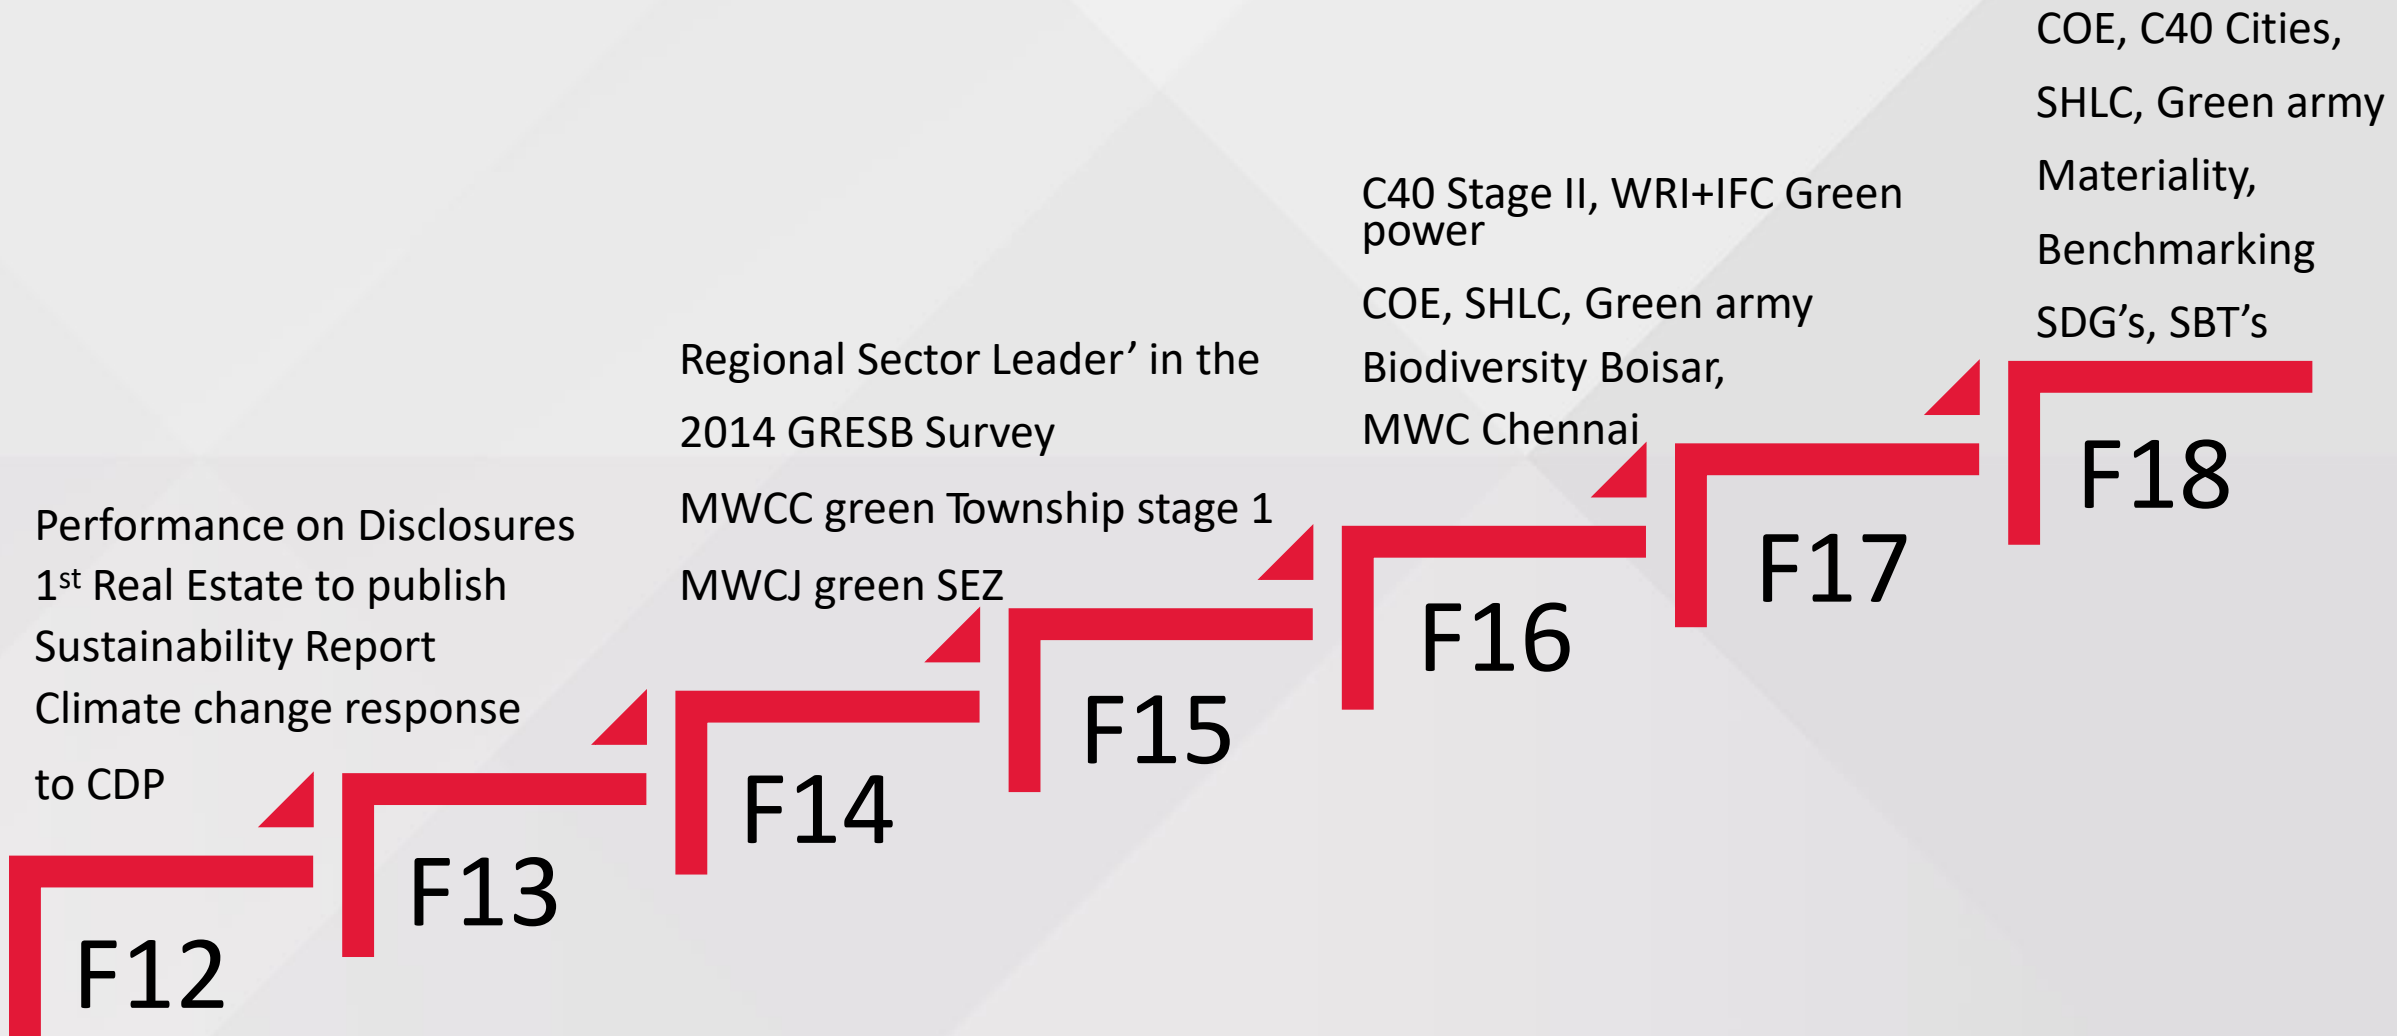 Performance on Disclosures
1st Real Estate to publish
Sustainability Report
Climate change response
to CDP
F12
F13
Regional Sector Leader’ in the
2014 GRESB Survey
MWCC green Township stage 1
MWCJ green SEZ
F14
F15
C40 Stage II, WRI+IFC Green
power
COE, SHLC, Green army
Biodiversity Boisar,
MWC Chennai
F16
F17
COE, C40 Cities,
SHLC, Green army
Materiality,
Benchmarking
SDG’s, SBT’s
F18